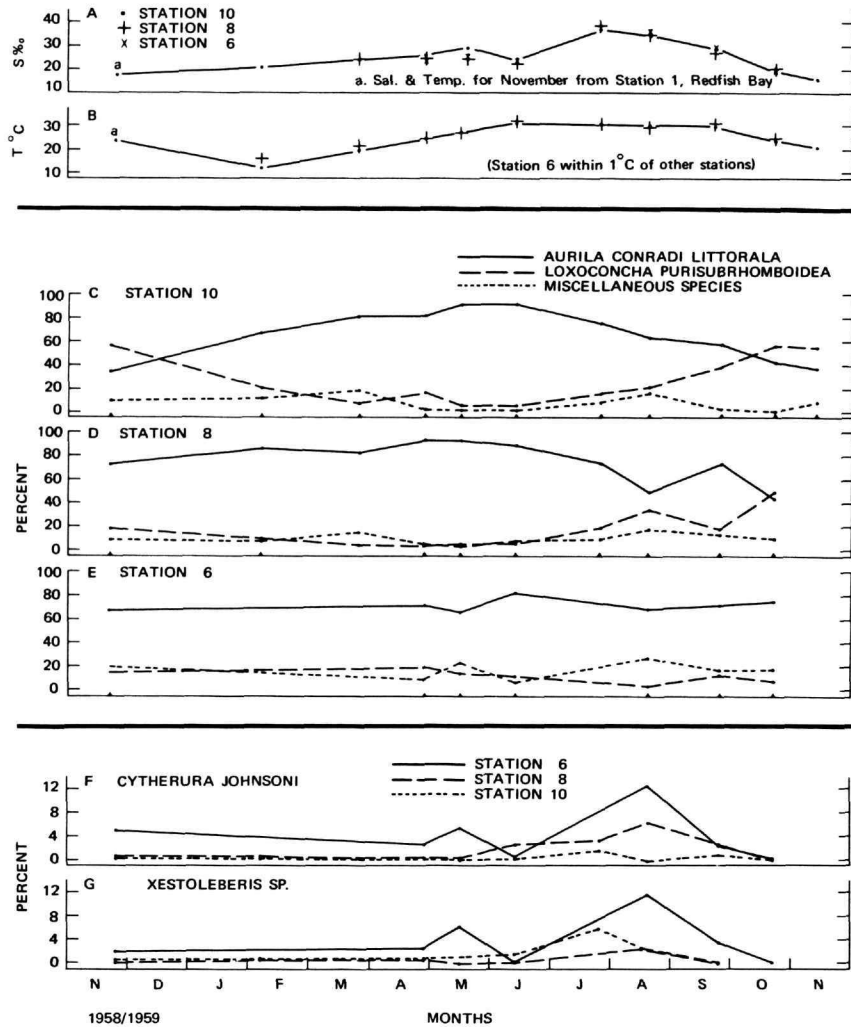 A
• STATION 10
+ STATION 8
x STATION 6
S‰
40
30
20
10
a
a. Sal. & Temp. for November from Station 1, Redfish Bay
B
T °C
30
20
10
a
(Station 6 within 1°C of other stations)
AURILA CONRADI LITTORALA
LOXOCONCHA PURISUBRHOMBOIDEA
MISCELLANEOUS SPECIES
C STATION 10
100
80
60
40
20
0
D STATION 8
100
80
60
40
20
0
PERCENT
E STATION 6
100
80
60
40
20
0
STATION 6
STATION 8
STATION 10
F CYTHERURA JOHNSONI
12
8
4
0
PERCENT
G XESTOLEBERIS SP.
12
8
4
0
N D J F M A M J J A S O N
1958/1959 MONTHS